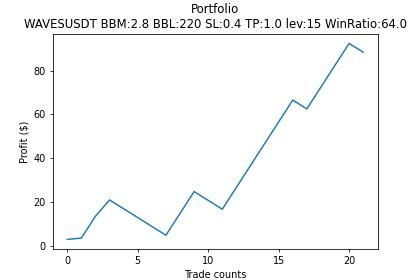 Portfolio
WAVESUSDT BBM:2.8 BBL:220 SL:0.4 TP:1.0 lev:15 WinRatio:64.0
80
60
40
20
0
Profit ($)
0 5 10 15 20
Trade counts